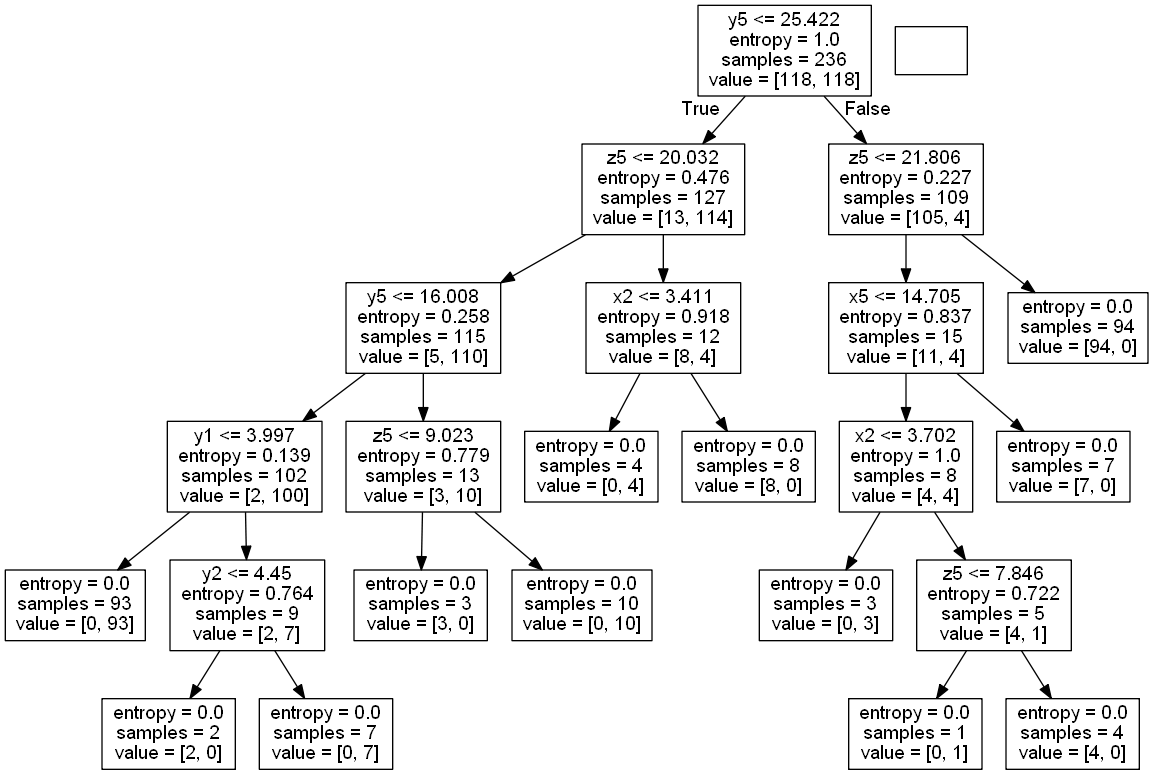 y5 <= 25.422
entropy = 1.0
samples = 236
value = [118, 118]
True
False
z5 <= 20.032
entropy = 0.476
samples = 127
value = [13, 114]
z5 <= 21.806
entropy = 0.227
samples = 109
value = [105, 4]
y5 <= 16.008
entropy = 0.258
samples = 115
value = [5, 110]
x2 <= 3.411
entropy = 0.918
samples = 12
value = [8, 4]
x5 <= 14.705
entropy = 0.837
samples = 15
value = [11, 4]
entropy = 0.0
samples = 94
value = [94, 0]
y1 <= 3.997
entropy = 0.139
samples = 102
value = [2, 100]
z5 <= 9.023
entropy = 0.779
samples = 13
value = [3, 10]
entropy = 0.0
samples = 4
value = [0, 4]
entropy = 0.0
samples = 8
value = [8, 0]
x2 <= 3.702
entropy = 1.0
samples = 8
value = [4, 4]
entropy = 0.0
samples = 7
value = [7, 0]
entropy = 0.0
samples = 93
value = [0, 93]
y2 <= 4.45
entropy = 0.764
samples = 9
value = [2, 7]
entropy = 0.0
samples = 3
value = [3, 0]
entropy = 0.0
samples = 10
value = [0, 10]
entropy = 0.0
samples = 3
value = [0, 3]
z5 <= 7.846
entropy = 0.722
samples = 5
value = [4, 1]
entropy = 0.0
samples = 2
value = [2, 0]
entropy = 0.0
samples = 7
value = [0, 7]
entropy = 0.0
samples = 1
value = [0, 1]
entropy = 0.0
samples = 4
value = [4, 0]